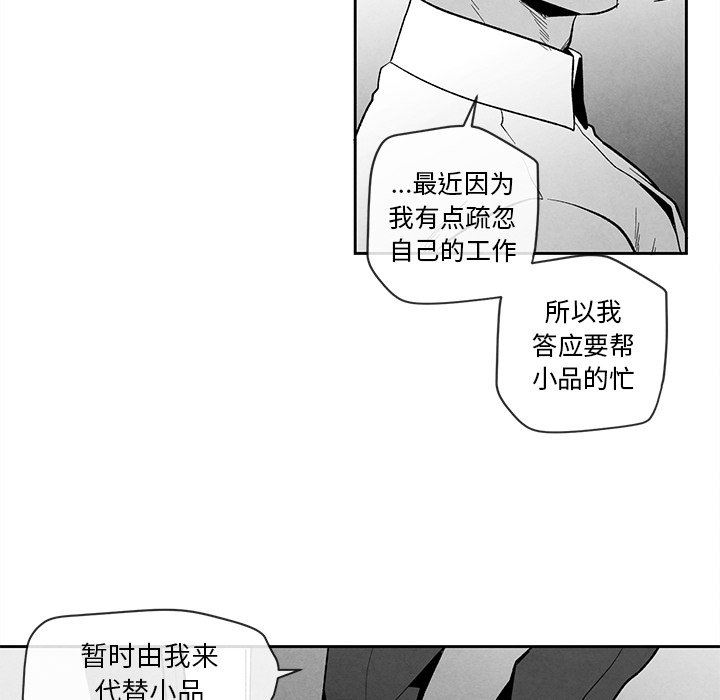 ...最近因为
我有点疏忽
自己的工作
所以我
答应要帮
小品的忙
暂时由我来
代替小品